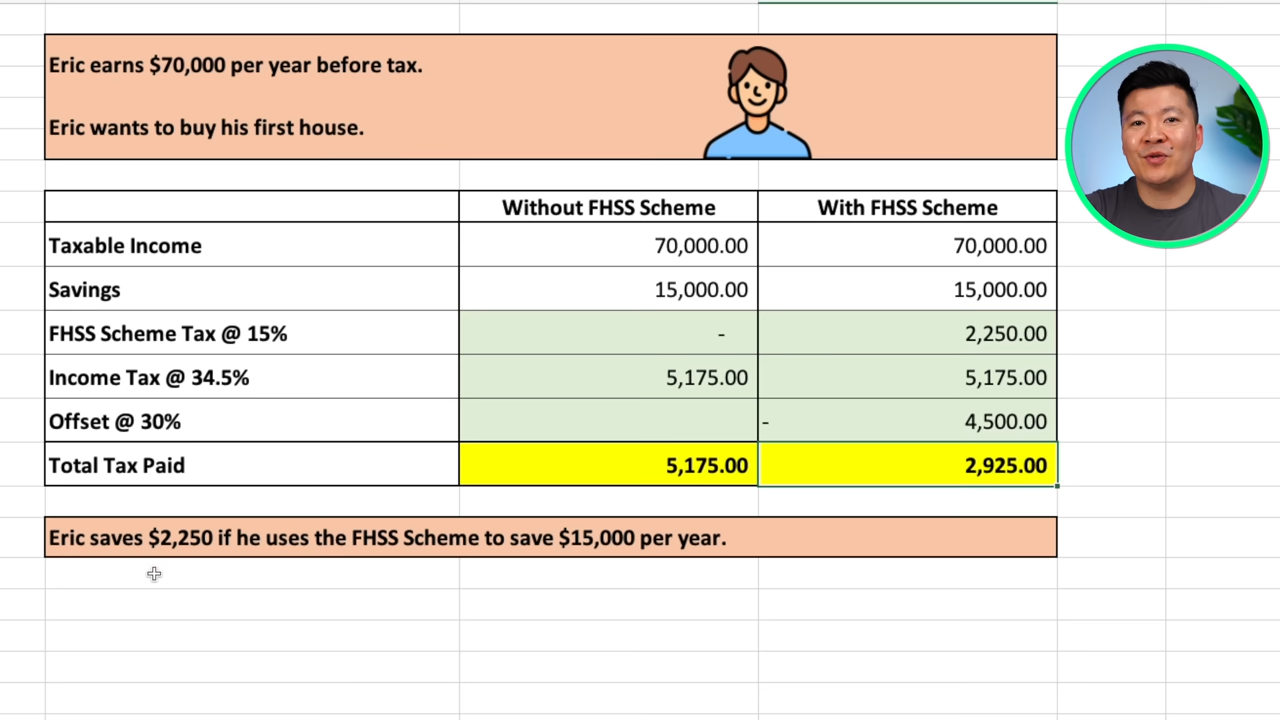 Eric earns $70,000 per year before tax.
Eric wants to buy his first house.
Without FHSS Scheme With FHSS Scheme
Taxable Income 70,000.00 70,000.00
Savings 15,000.00 15,000.00
FHSS Scheme Tax @ 15% - 2,250.00
Income Tax @ 34.5% 5,175.00 5,175.00
Offset @ 30% - 4,500.00
Total Tax Paid 5,175.00 2,925.00
Eric saves $2,250 if he uses the FHSS Scheme to save $15,000 per year.